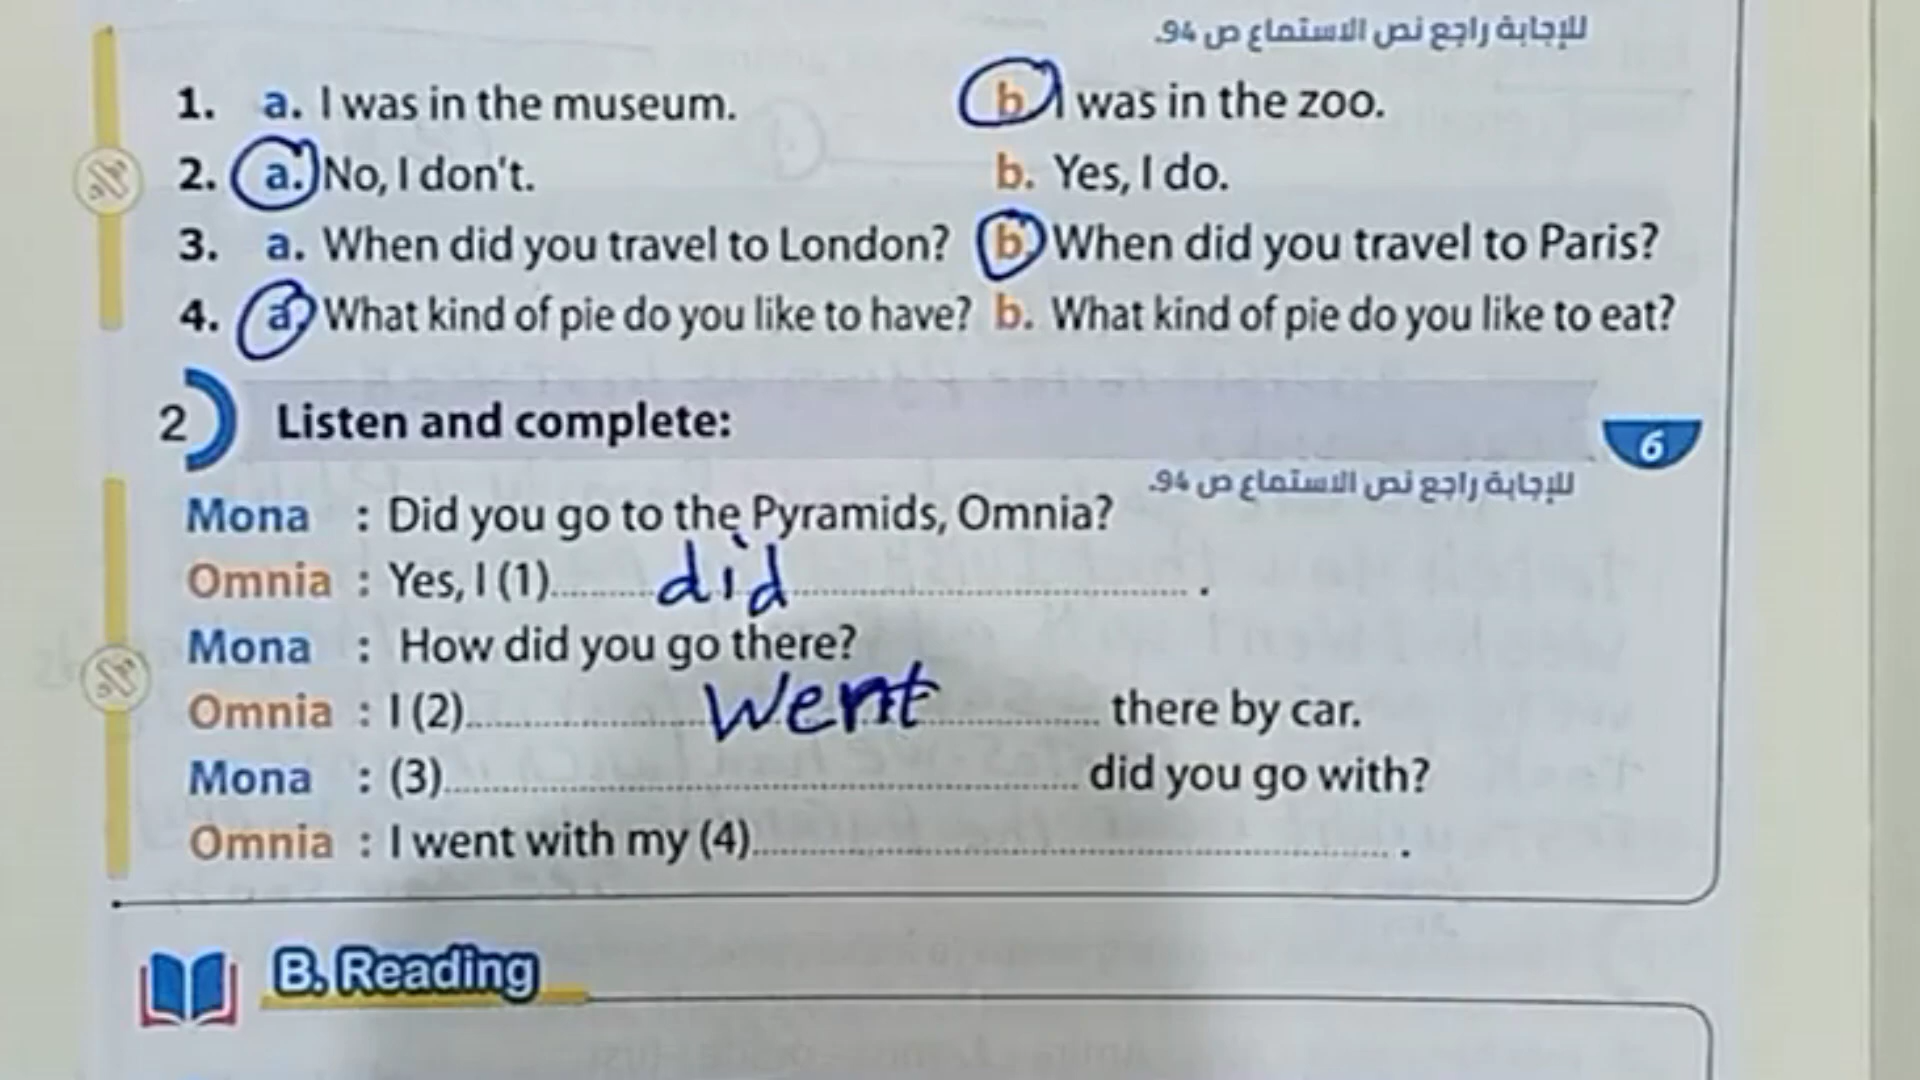 للإجابة راجع نص الاستماع ص 94.
1. a. I was in the museum. b. I was in the zoo.
2. a. No, I don't. b. Yes, I do.
3. a. When did you travel to London? b. When did you travel to Paris?
4. a. What kind of pie do you like to have? b. What kind of pie do you like to eat?
2 Listen and complete: 6
للإجابة راجع نص الاستماع ص 94.
Mona : Did you go to the Pyramids, Omnia?
Omnia : Yes, I (1) did .
Mona : How did you go there?
Omnia : I (2) went there by car.
Mona : (3) did you go with?
Omnia : I went with my (4) .
B. Reading